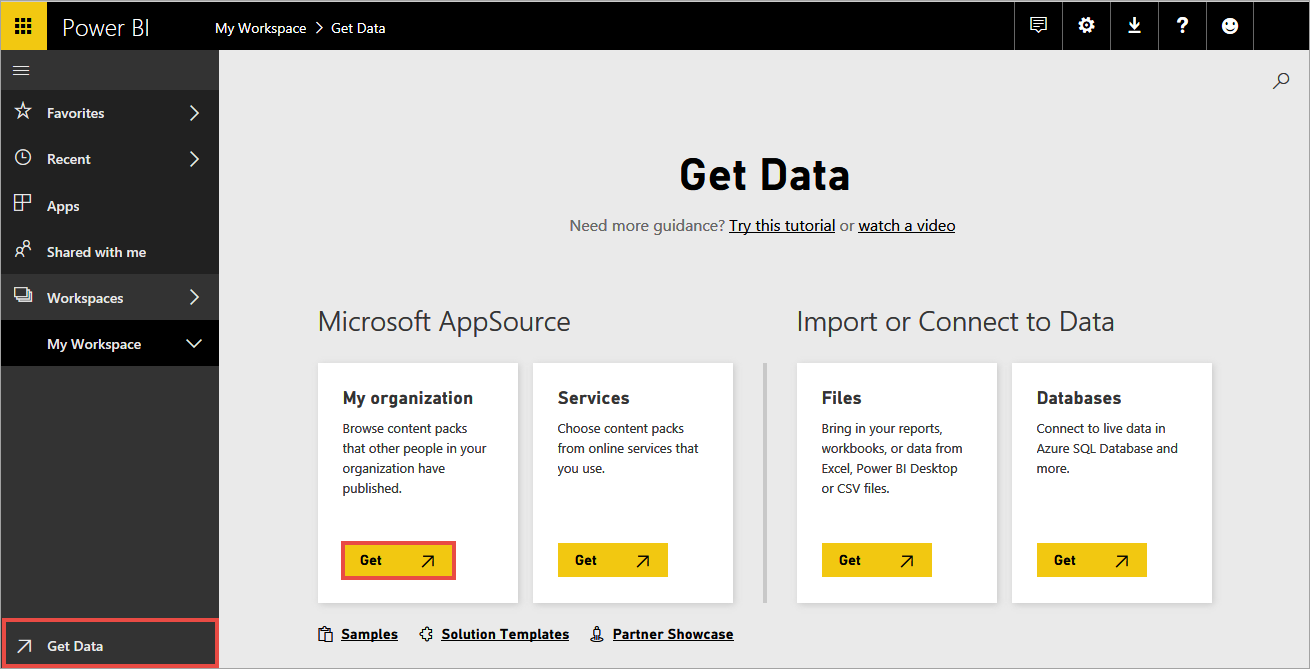 Power BI
My Workspace > Get Data
?
Favorites
Recent
Apps
Shared with me
Workspaces
My Workspace
Get Data
Get Data
Need more guidance? Try this tutorial or watch a video
Microsoft AppSource
My organization
Browse content packs
that other people in your
organization have
published.
Get
Services
Choose content packs
from online services that
you use.
Get
Import or Connect to Data
Files
Bring in your reports,
workbooks, or data from
Excel, Power BI Desktop
or CSV files.
Get
Databases
Connect to live data in
Azure SQL Database and
more.
Get
Samples
Solution Templates
Partner Showcase